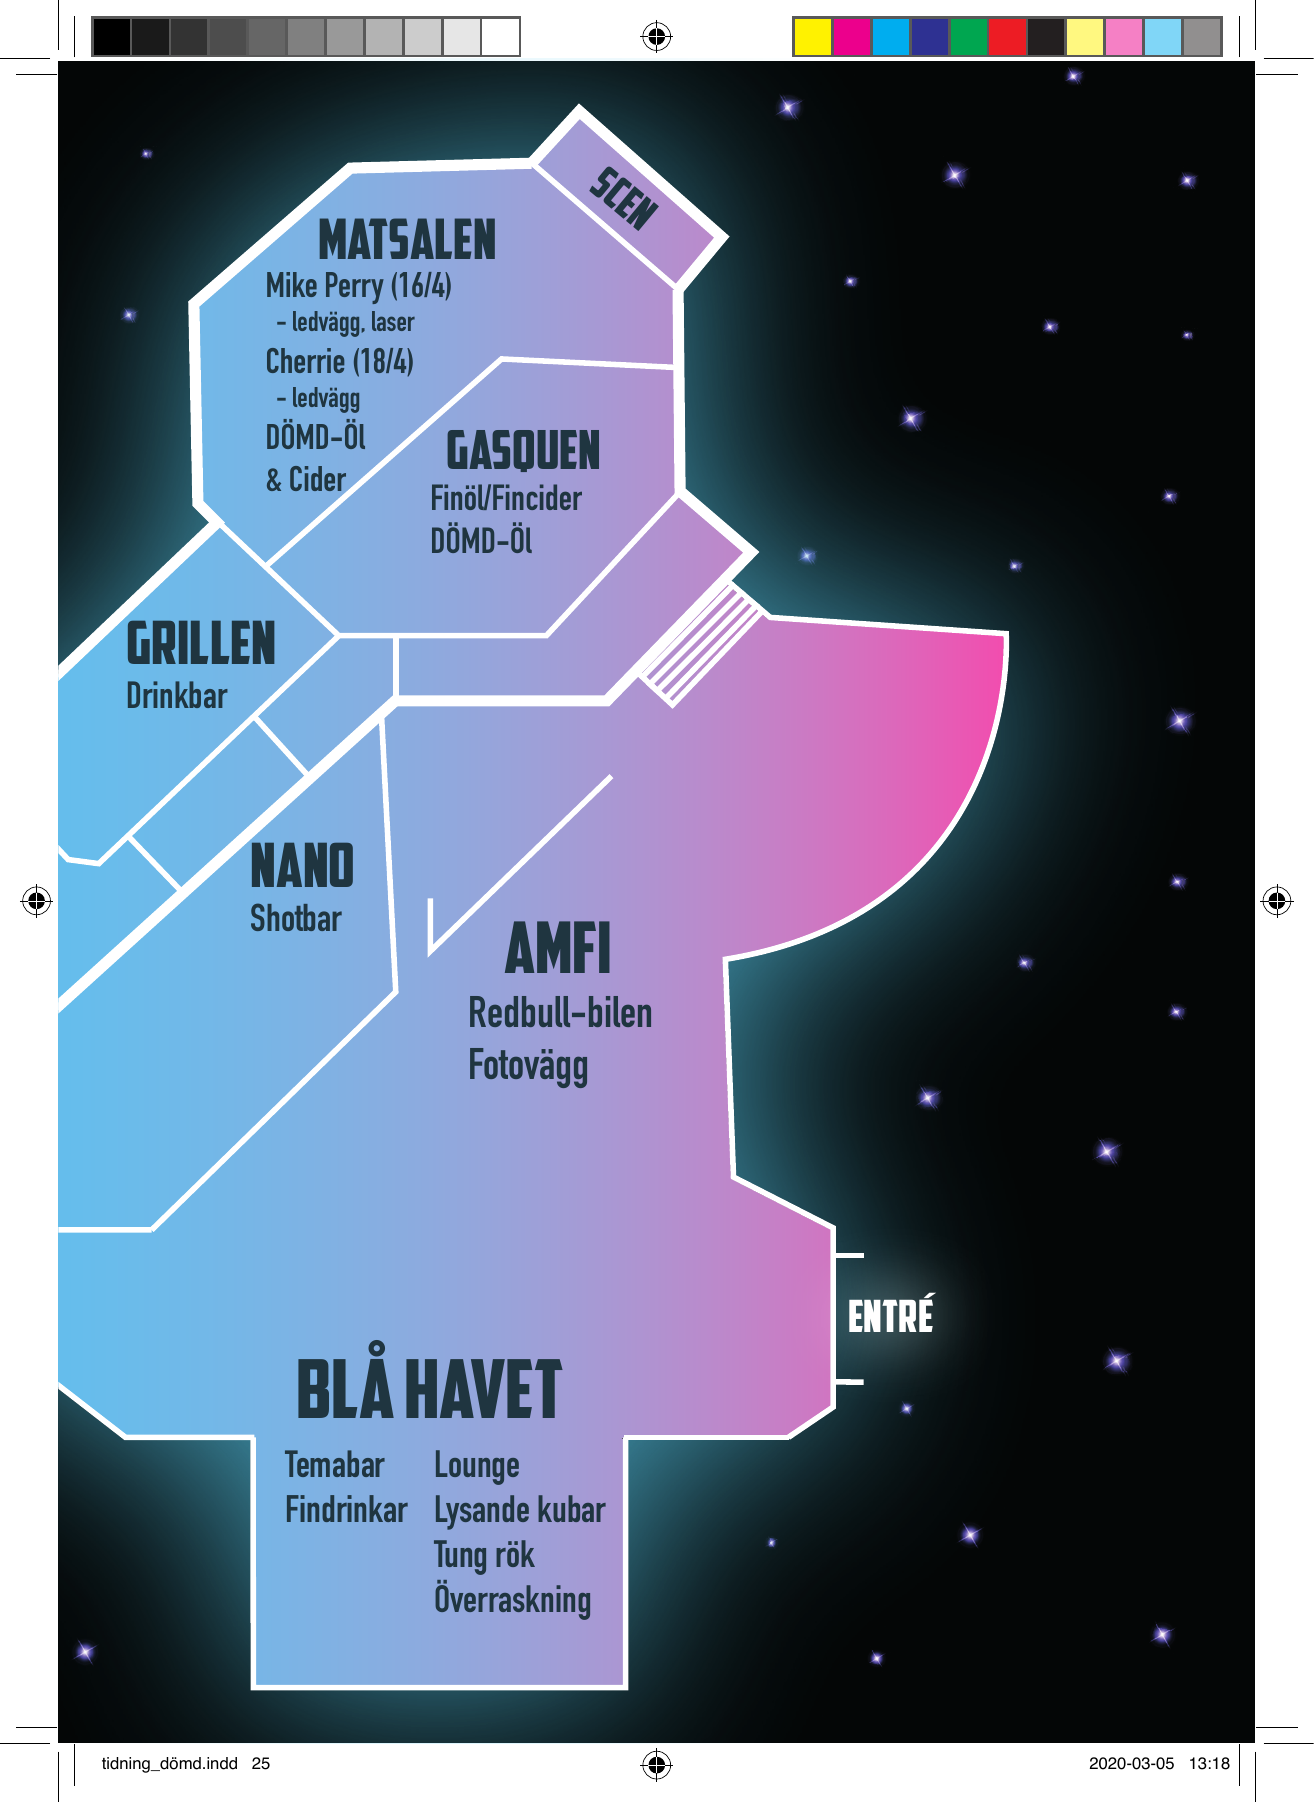 SCEN
MATSALEN
Mike Perry (16/4)
- ledvägg, laser
Cherrie (18/4)
- ledvägg
DÖMD-Öl
& Cider
GASQUEN
Finöl/Fincider
DÖMD-Öl
GRILLEN
Drinkbar
NANO
Shotbar
AMFI
Redbull-bilen
Fotovägg
ENTRÉ
BLÅ HAVET
Temabar
Findrinkar
Lounge
Lysande kubar
Tung rök
Överraskning
tidning_dömd.indd 25
2020-03-05 13:18